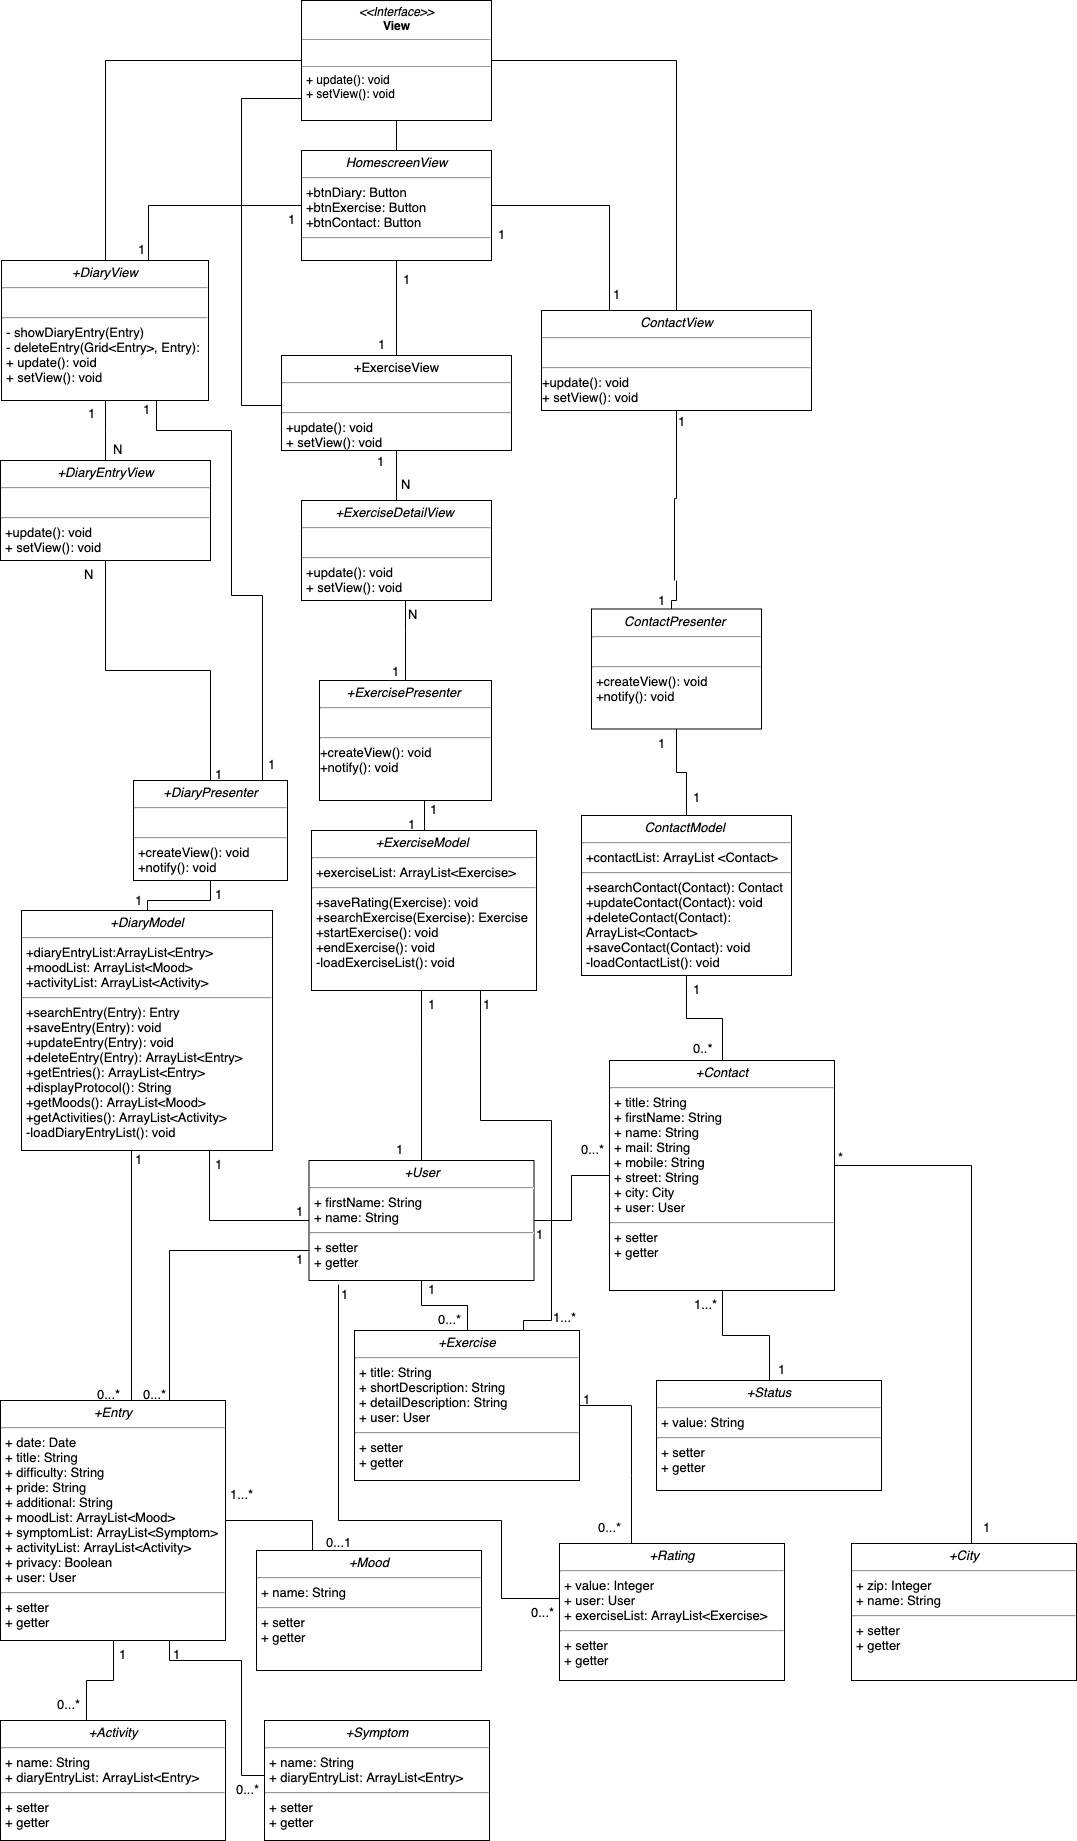 <<Interface>>
View
+ update(): void
+ setView(): void
HomescreenView
+btnDiary: Button
+btnExercise: Button
+btnContact: Button
1
1
1
1
1
1
+DiaryView
- showDiaryEntry(Entry)
- deleteEntry(Grid<Entry>, Entry):
+ update(): void
+ setView(): void
1
1
N
ContactView
+update(): void
+ setView(): void
1
+ExerciseView
+update(): void
+ setView(): void
1
N
+DiaryEntryView
+update(): void
+ setView(): void
N
+ExerciseDetailView
+update(): void
+ setView(): void
N
1
1
ContactPresenter
+createView(): void
+notify(): void
1
1
+ExercisePresenter
+createView(): void
+notify(): void
1
1
1
1
+DiaryPresenter
+createView(): void
+notify(): void
1
1
+DiaryModel
+diaryEntryList:ArrayList<Entry>
+moodList: ArrayList<Mood>
+activityList: ArrayList<Activity>
+searchEntry(Entry): Entry
+saveEntry(Entry): void
+updateEntry(Entry): void
+deleteEntry(Entry): ArrayList<Entry>
+getEntries(): ArrayList<Entry>
+displayProtocol(): String
+getMoods(): ArrayList<Mood>
+getActivities(): ArrayList<Activity>
-loadDiaryEntryList(): void
1
1
+ExerciseModel
+exerciseList: ArrayList<Exercise>
+saveRating(Exercise): void
+searchExercise(Exercise): Exercise
+startExercise(): void
+endExercise(): void
-loadExerciseList(): void
1
1
ContactModel
+contactList: ArrayList <Contact>
+searchContact(Contact): Contact
+updateContact(Contact): void
+deleteContact(Contact):
ArrayList<Contact>
+saveContact(Contact): void
-loadContactList(): void
1
0..*
+Contact
+ title: String
+ firstName: String
+ name: String
+ mail: String
+ mobile: String
+ street: String
+ city: City
+ user: User
+ setter
+ getter
0...*
*
1...*
1
+User
+ firstName: String
+ name: String
+ setter
+ getter
1
1
1
1
1
1
0...*
1...*
+Exercise
+ title: String
+ shortDescription: String
+ detailDescription: String
+ user: User
+ setter
+ getter
1
0...*
1
+Status
+ value: String
+ setter
+ getter
0...*
0...*
+Entry
+ date: Date
+ title: String
+ difficulty: String
+ pride: String
+ additional: String
+ moodList: ArrayList<Mood>
+ symptomList: ArrayList<Symptom>
+ activityList: ArrayList<Activity>
+ privacy: Boolean
+ user: User
+ setter
+ getter
1...*
0...1
+Mood
+ name: String
+ setter
+ getter
0...*
+Rating
+ value: Integer
+ user: User
+ exerciseList: ArrayList<Exercise>
+ setter
+ getter
1
+City
+ zip: Integer
+ name: String
+ setter
+ getter
1
1
0...*
0...*
+Activity
+ name: String
+ diaryEntryList: ArrayList<Entry>
+ setter
+ getter
+Symptom
+ name: String
+ diaryEntryList: ArrayList<Entry>
+ setter
+ getter